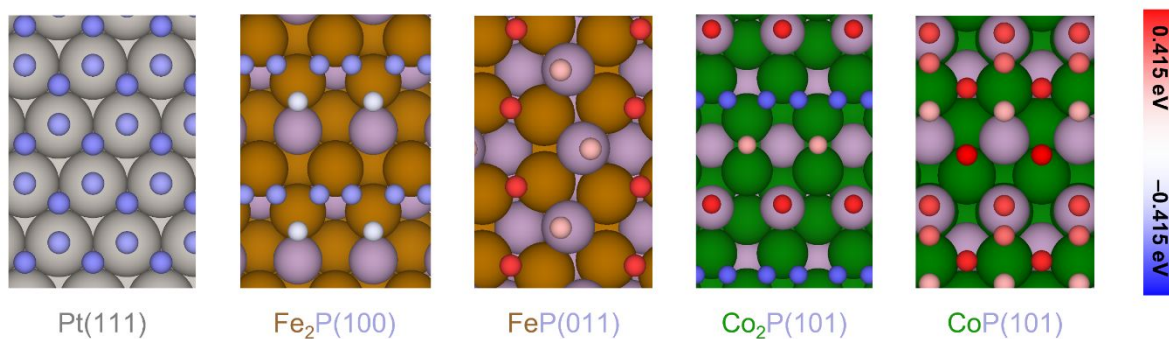 Pt(111)
Fe₂P(100)
FeP(011)
Co₂P(101)
CoP(101)
0.415 eV
−0.415 eV